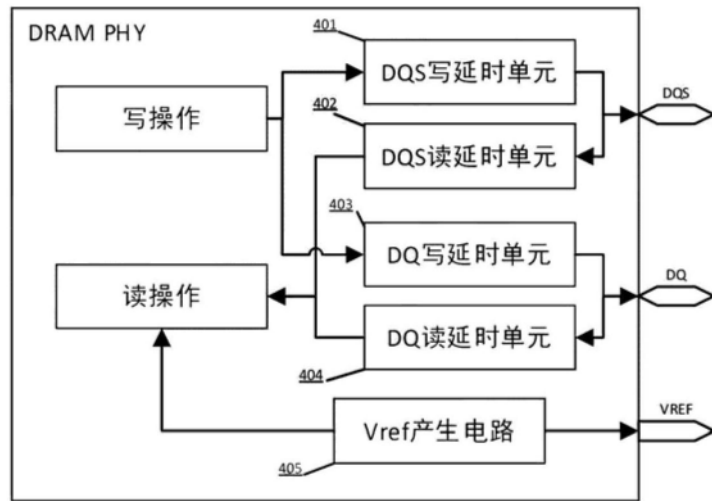 DRAM PHY
401
DQS写延时单元
DQS
写操作
402
DQS读延时单元
403
DQ写延时单元
读操作
DQ
DQ读延时单元
404
VREF
Vref产生电路
405